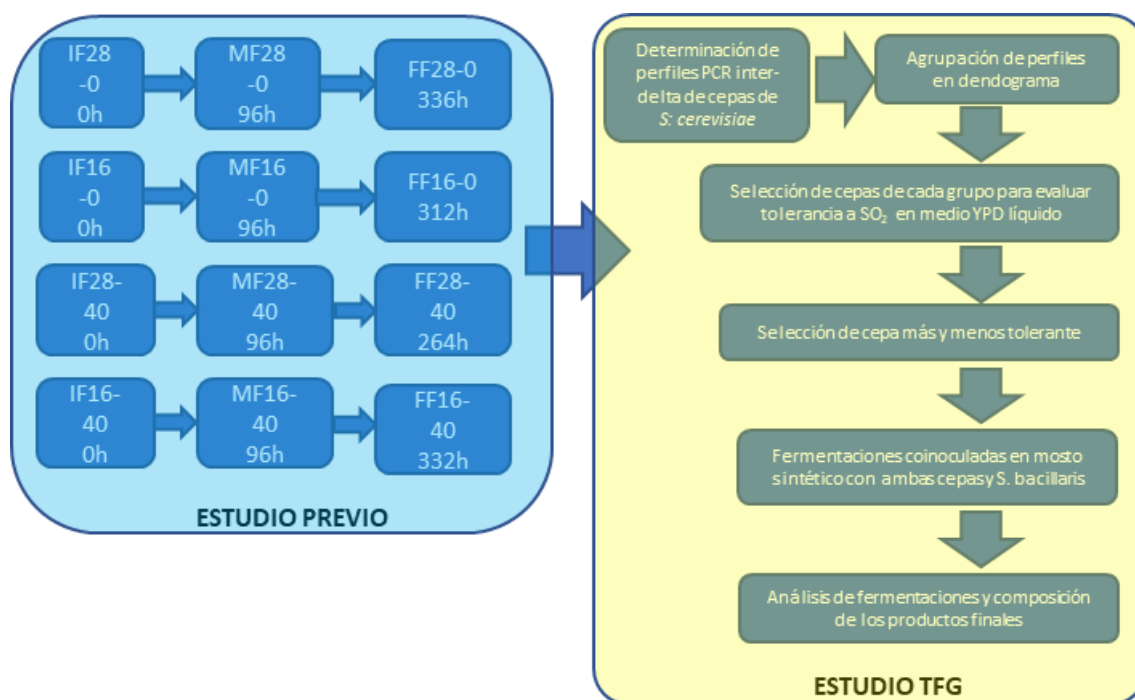 IF28
-0
0h
MF28
-0
96h
FF28-0
336h
IF16
-0
0h
MF16
-0
96h
FF16-0
312h
IF28-
40
0h
MF28-
40
96h
FF28-
40
264h
IF16-
40
0h
MF16-
40
96h
FF16-
40
332h
ESTUDIO PREVIO
Determinación de
perfiles PCR inter-
delta de cepas de
S: cerevisiae
Agrupación de perfiles
en dendograma
Selección de cepas de cada grupo para evaluar
tolerancia a SO₂ en medio YPD líquido
Selección de cepa más y menos tolerante
Fermentaciones coinoculadas en mosto
sintético con ambas cepas y S. bacillaris
Análisis de fermentaciones y composición
de los productos finales
ESTUDIO TFG